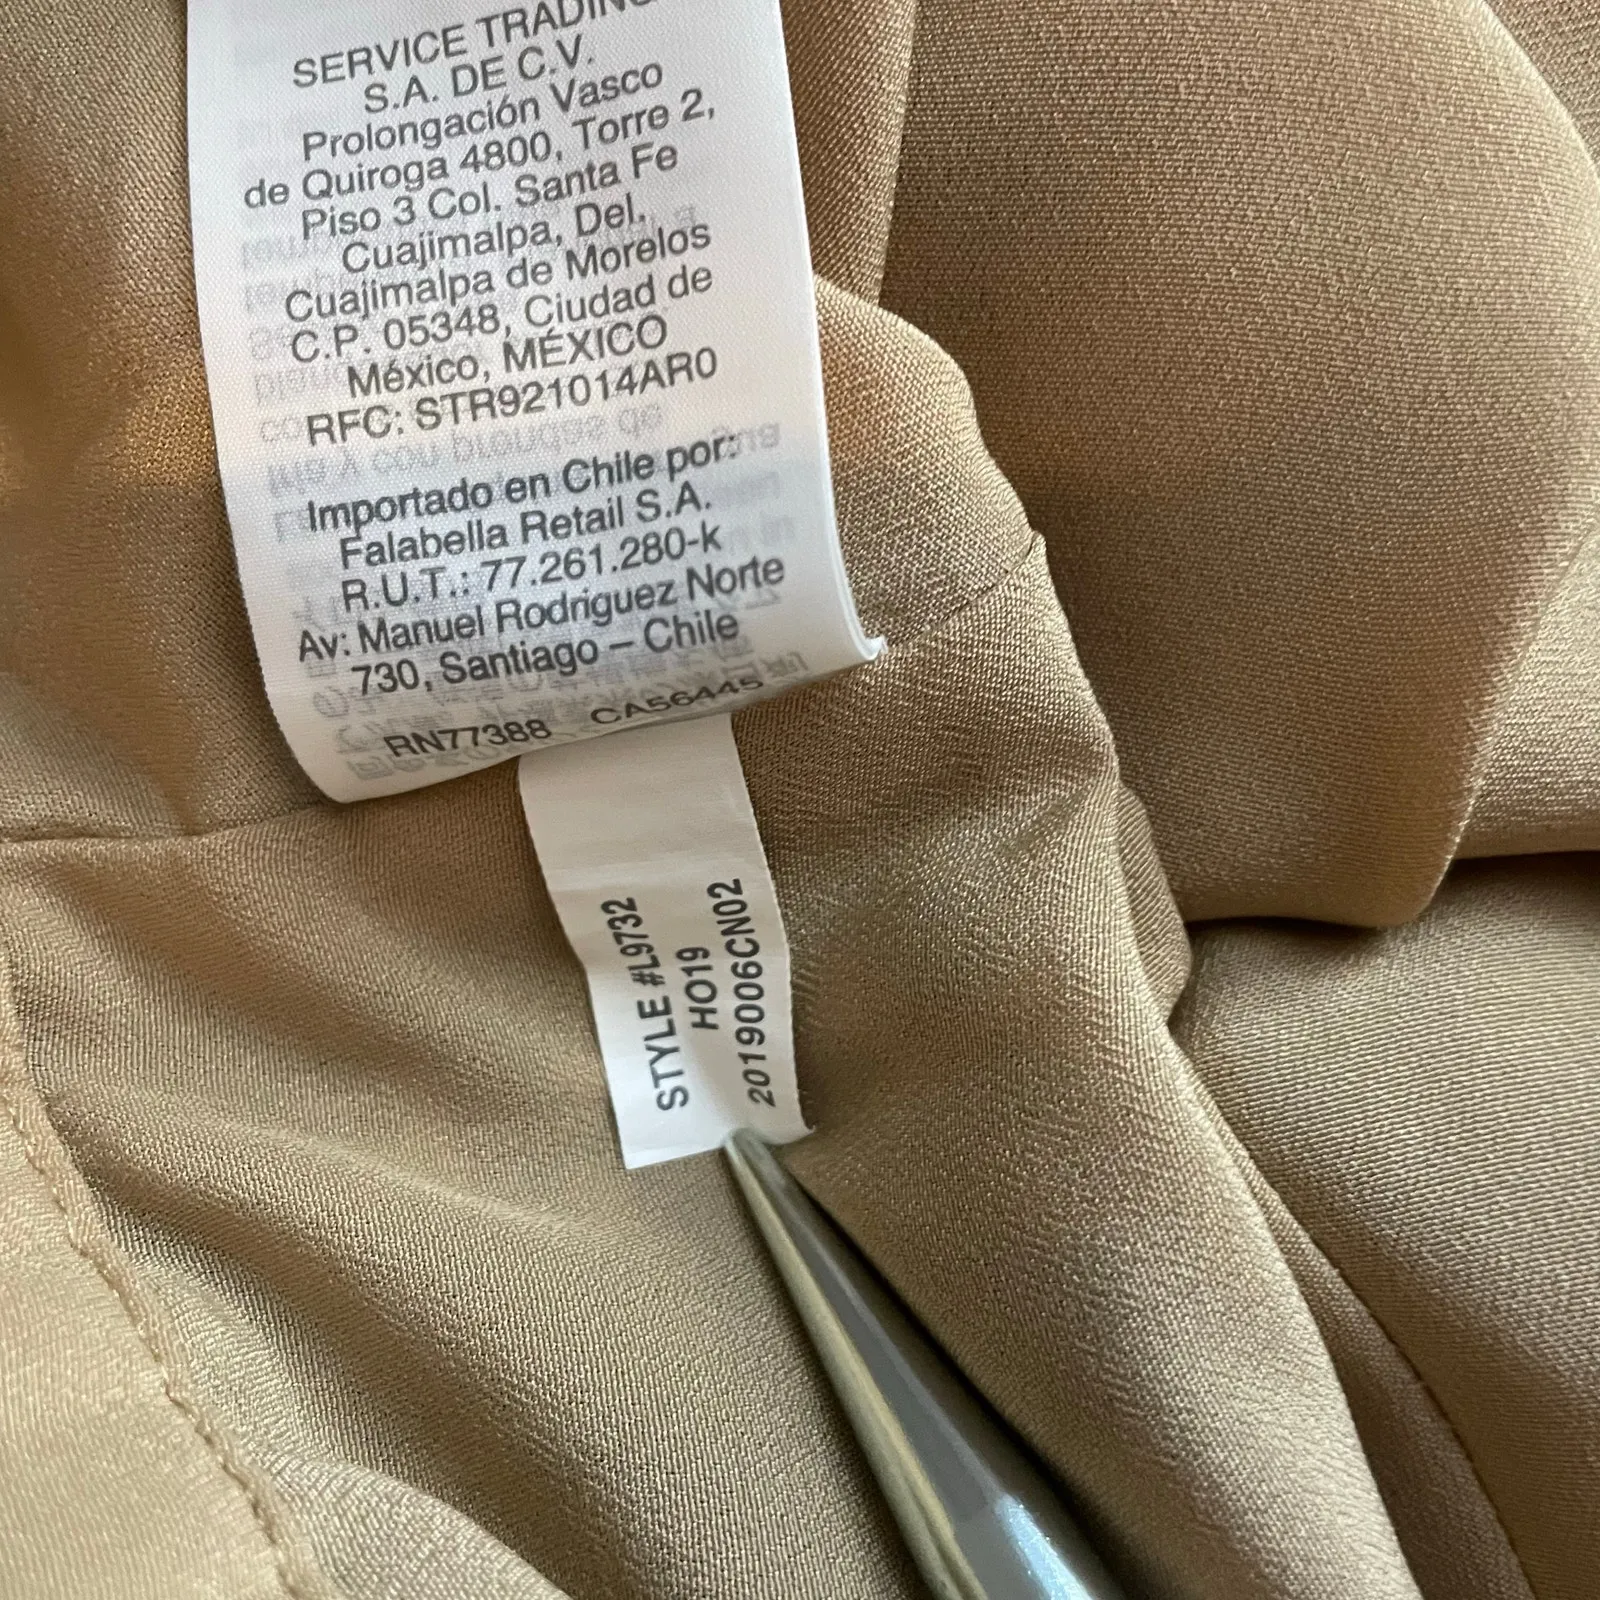 SERVICE TRADING
S.A. DE C.V.
Prolongación Vasco
de Quiroga 4800, Torre 2,
Piso 3 Col. Santa Fe
Cuajimalpa, Del.
Cuajimalpa de Morelos
C.P. 05348, Ciudad de
México, MÉXICO
RFC: STR921014AR0
Importado en Chile por:
Falabella Retail S.A.
R.U.T.: 77.261.280-k
Av: Manuel Rodriguez Norte
730, Santiago – Chile
RN77388 CA56445
STYLE #L9732
HO19
2019006CN02